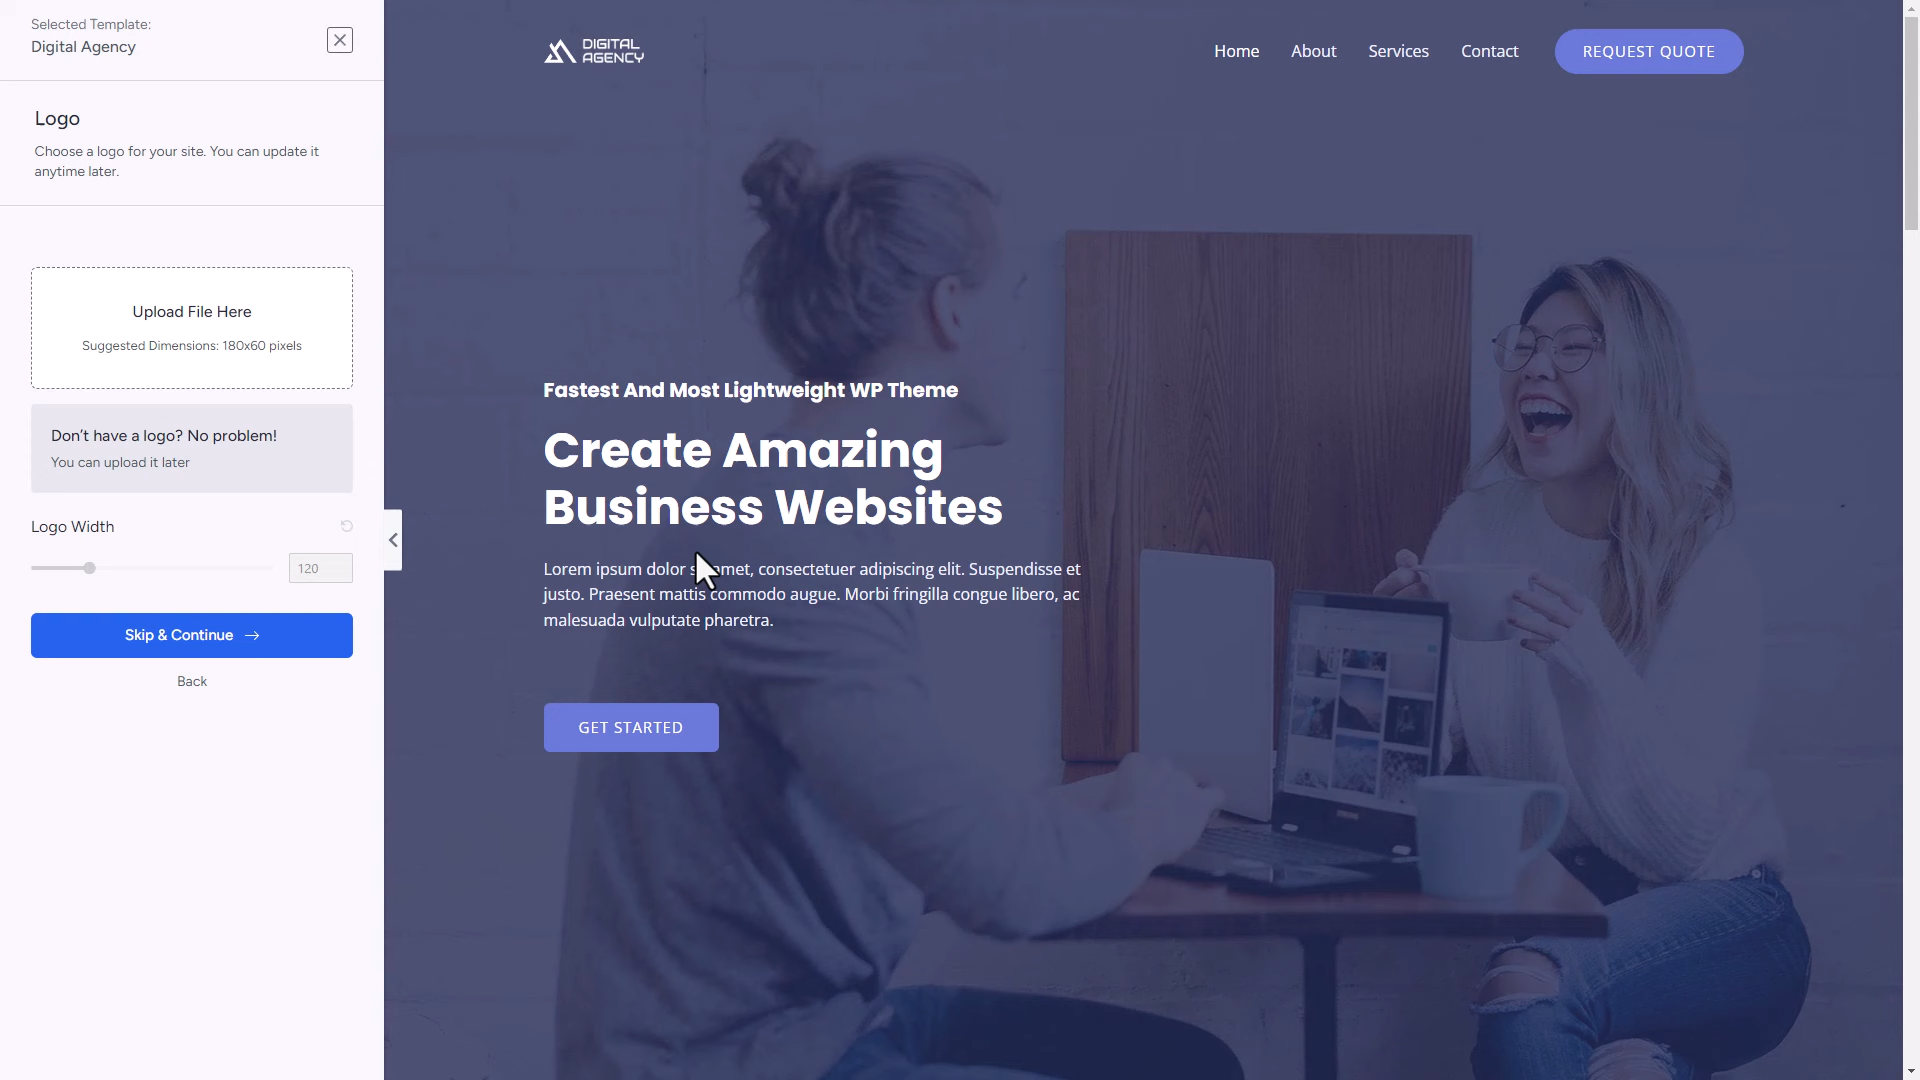 Selected Template:
Digital Agency
Logo
Choose a logo for your site. You can update it
anytime later.
Upload File Here
Suggested Dimensions: 180x60 pixels
Don’t have a logo? No problem!
You can upload it later
Logo Width
120
Skip & Continue
Back
DIGITAL
AGENCY
Home About Services Contact REQUEST QUOTE
Fastest And Most Lightweight WP Theme
Create Amazing
Business Websites
Lorem ipsum dolor amet, consectetuer adipiscing elit. Suspendisse et
justo. Praesent mattis commodo augue. Morbi fringilla congue libero, ac
malesuada vulputate pharetra.
GET STARTED